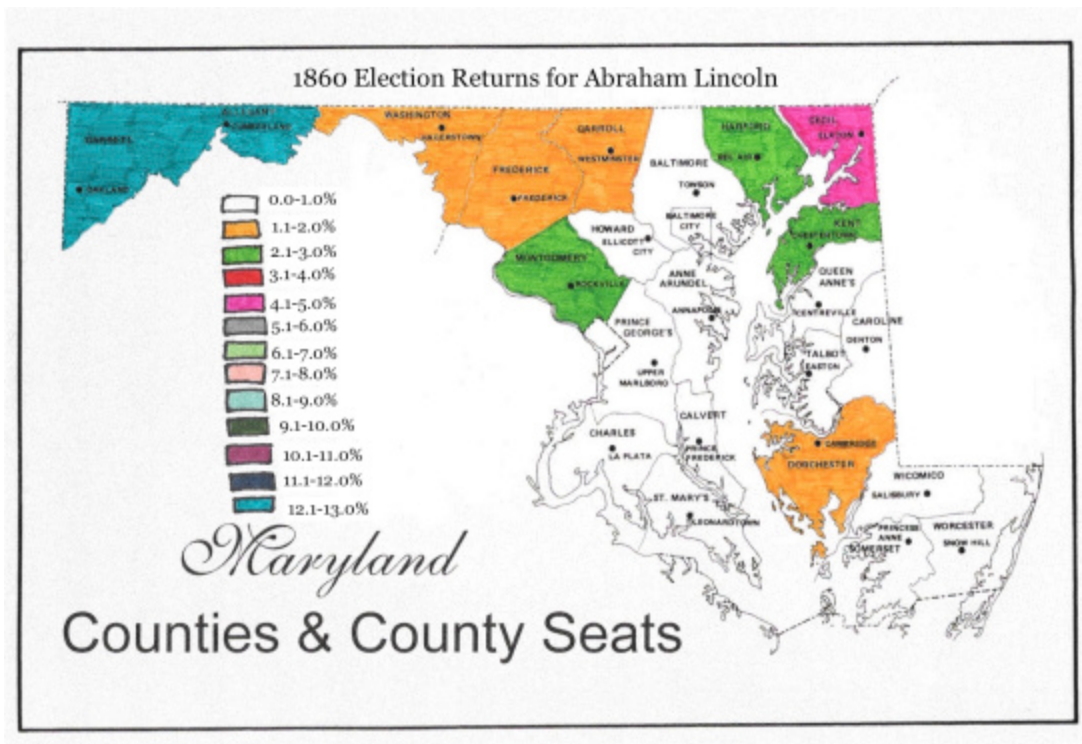 1860 Election Returns for Abraham Lincoln
GARRETT
OAKLAND
ALLEGANY
CUMBERLAND
WASHINGTON
HAGERSTOWN
FREDERICK
FREDERICK
CARROLL
WESTMINSTER
BALTIMORE
TOWSON
BALTIMORE
CITY
HARFORD
BEL AIR
CECIL
ELKTON
KENT
CHESTERTOWN
HOWARD
ELLICOTT
CITY
MONTGOMERY
ROCKVILLE
ANNE
ARUNDEL
ANNAPOLIS
QUEEN
ANNE'S
CENTREVILLE
CAROLINE
DENTON
TALBOT
EASTON
PRINCE
GEORGE'S
UPPER
MARLBORO
CALVERT
PRINCE
FREDERICK
CHARLES
LA PLATA
ST. MARY'S
LEONARDTOWN
CAMBRIDGE
DORCHESTER
WICOMICO
SALISBURY
PRINCESS
ANNE
SOMERSET
WORCESTER
SNOW HILL
0.0-1.0%
1.1-2.0%
2.1-3.0%
3.1-4.0%
4.1-5.0%
5.1-6.0%
6.1-7.0%
7.1-8.0%
8.1-9.0%
9.1-10.0%
10.1-11.0%
11.1-12.0%
12.1-13.0%
Maryland
Counties & County Seats